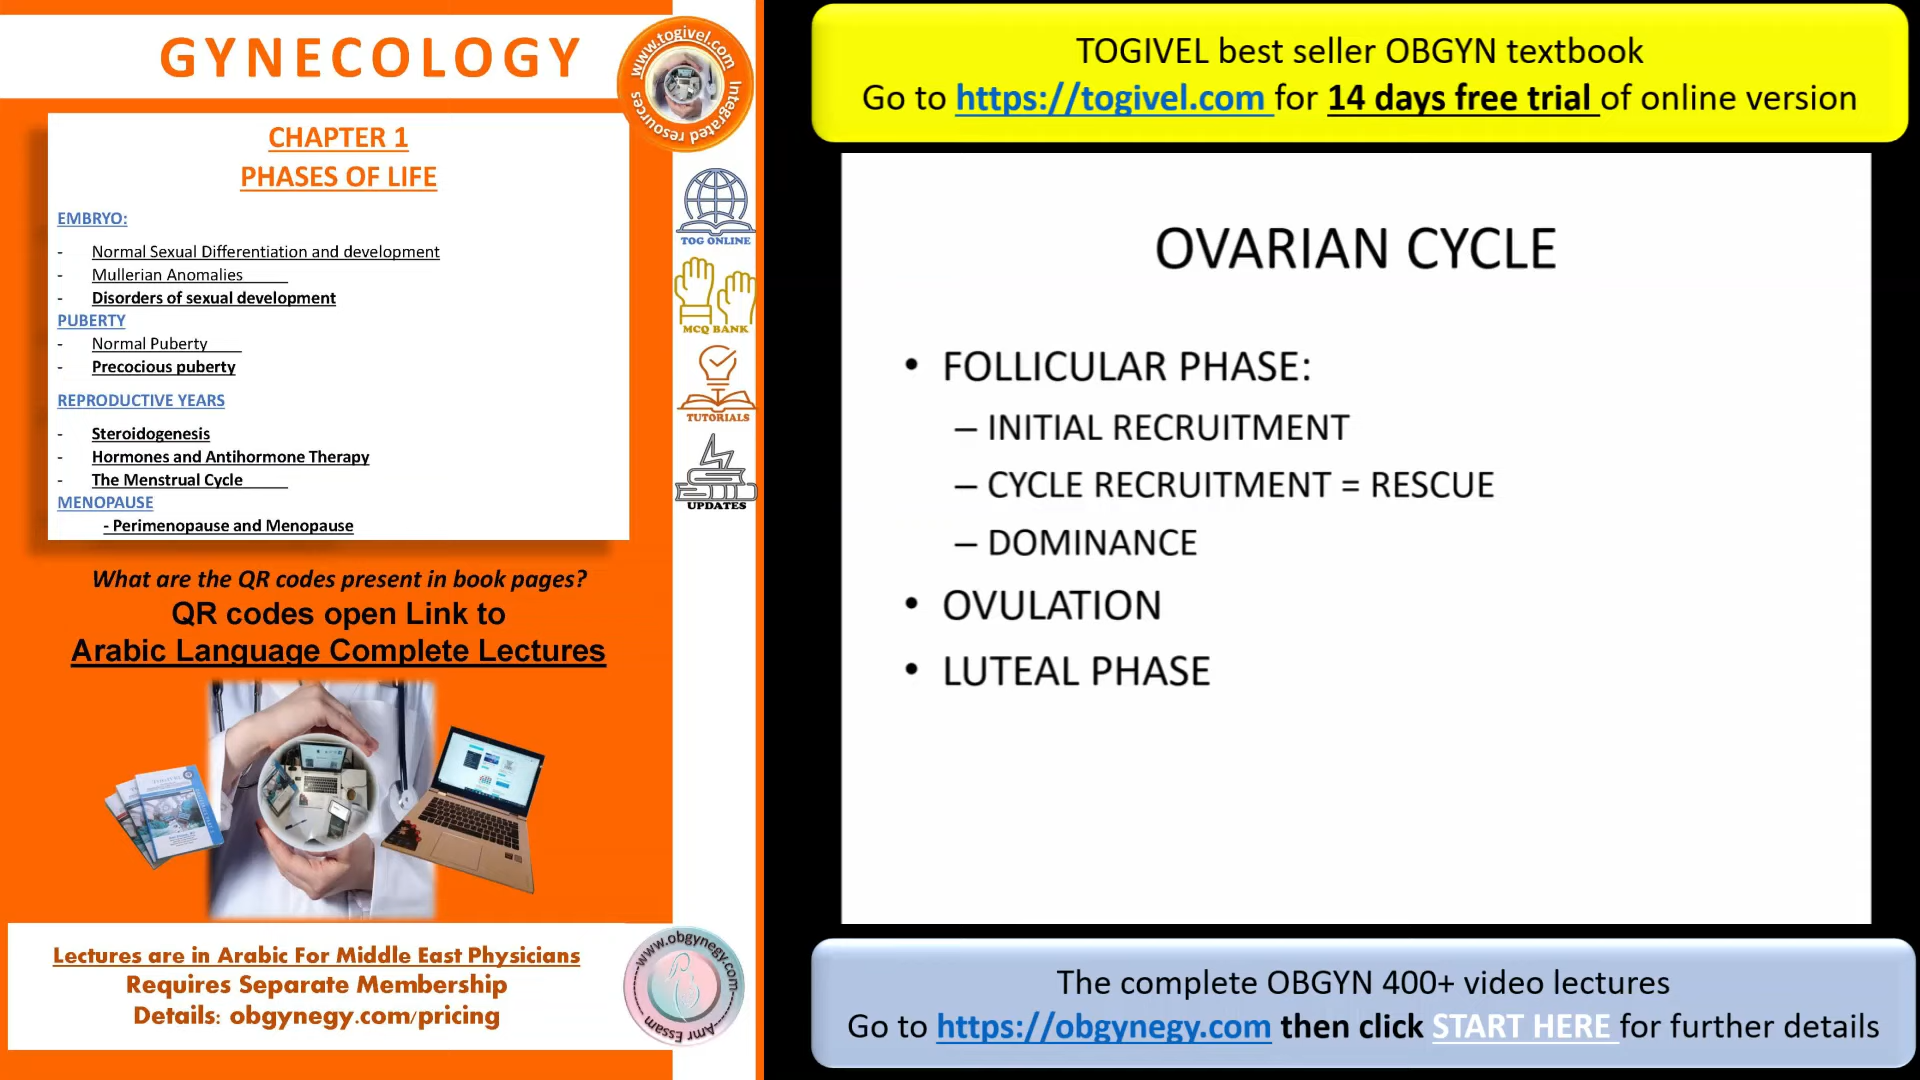 GYNECOLOGY
www.togivel.com
Integrated resources
CHAPTER 1
PHASES OF LIFE
EMBRYO:
- Normal Sexual Differentiation and development
- Mullerian Anomalies
- Disorders of sexual development
PUBERTY
- Normal Puberty
- Precocious puberty
REPRODUCTIVE YEARS
- Steroidogenesis
- Hormones and Antihormone Therapy
- The Menstrual Cycle
MENOPAUSE
- Perimenopause and Menopause
TOG ONLINE
MCQ BANK
TUTORIALS
UPDATES
What are the QR codes present in book pages?
QR codes open Link to
Arabic Language Complete Lectures
Lectures are in Arabic For Middle East Physicians
Requires Separate Membership
Details: obgynegy.com/pricing
www.obgynegy.com
Amr Essam
TOGIVEL best seller OBGYN textbook
Go to https://togivel.com for 14 days free trial of online version
OVARIAN CYCLE
• FOLLICULAR PHASE:
– INITIAL RECRUITMENT
– CYCLE RECRUITMENT = RESCUE
– DOMINANCE
• OVULATION
• LUTEAL PHASE
The complete OBGYN 400+ video lectures
Go to https://obgynegy.com then click START HERE for further details